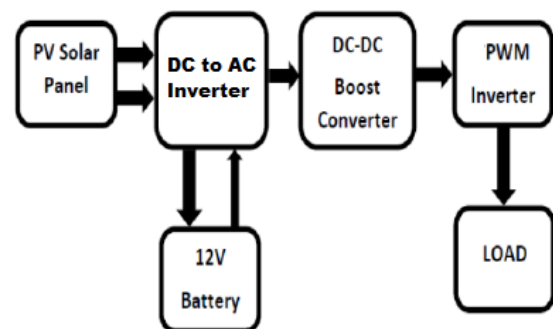 PV Solar
Panel
DC to AC
Inverter
DC-DC
Boost
Converter
PWM
Inverter
12V
Battery
LOAD